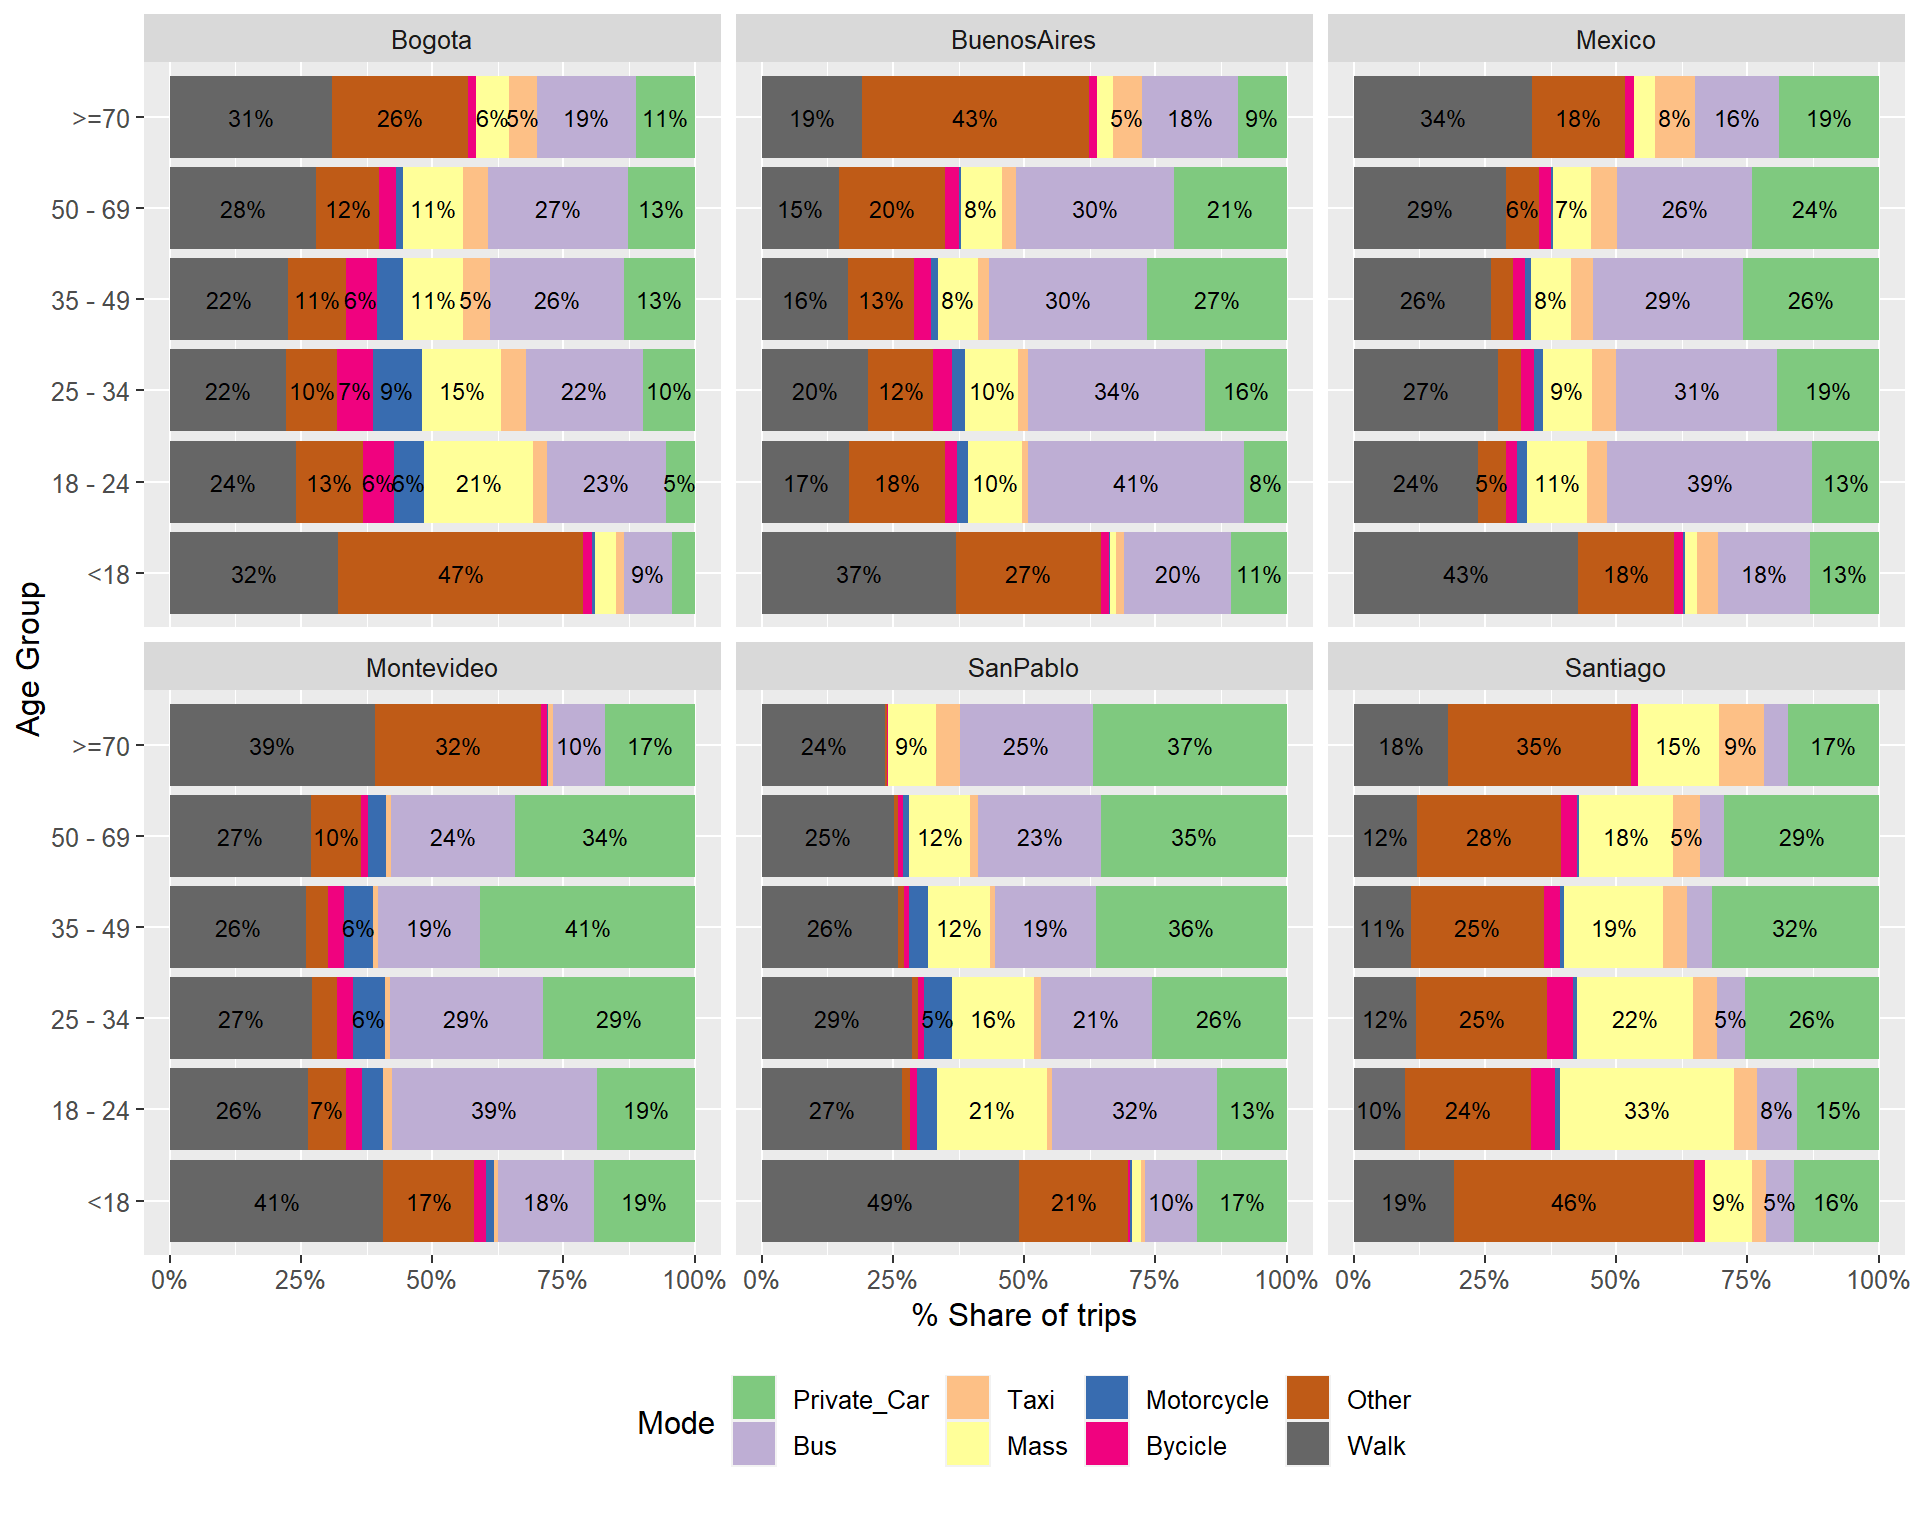 Bogota BuenosAires Mexico
>=70 31% 26% 6% 5% 19% 11% 19% 43% 5% 18% 9% 34% 18% 8% 16% 19%
50 - 69 28% 12% 11% 27% 13% 15% 20% 8% 30% 21% 29% 6% 7% 26% 24%
35 - 49 22% 11% 6% 11% 5% 26% 13% 16% 13% 8% 30% 27% 26% 8% 29% 26%
25 - 34 22% 10% 7% 9% 15% 22% 10% 20% 12% 10% 34% 16% 27% 9% 31% 19%
18 - 24 24% 13% 6% 6% 21% 23% 5% 17% 18% 10% 41% 8% 24% 5% 11% 39% 13%
<18 32% 47% 9% 37% 27% 20% 11% 43% 18% 18% 13%
Age Group
Montevideo SanPablo Santiago
>=70 39% 32% 10% 17% 24% 9% 25% 37% 18% 35% 15% 9% 17%
50 - 69 27% 10% 24% 34% 25% 12% 23% 35% 12% 28% 18% 5% 29%
35 - 49 26% 6% 19% 41% 26% 12% 19% 36% 11% 25% 19% 32%
25 - 34 27% 6% 29% 29% 29% 5% 16% 21% 26% 12% 25% 22% 5% 26%
18 - 24 26% 7% 39% 19% 27% 21% 32% 13% 10% 24% 33% 8% 15%
<18 41% 17% 18% 19% 49% 21% 10% 17% 19% 46% 9% 5% 16%
0% 25% 50% 75% 100% 0% 25% 50% 75% 100% 0% 25% 50% 75% 100%
% Share of trips
Mode
Private_Car Taxi Motorcycle Other
Bus Mass Bycicle Walk